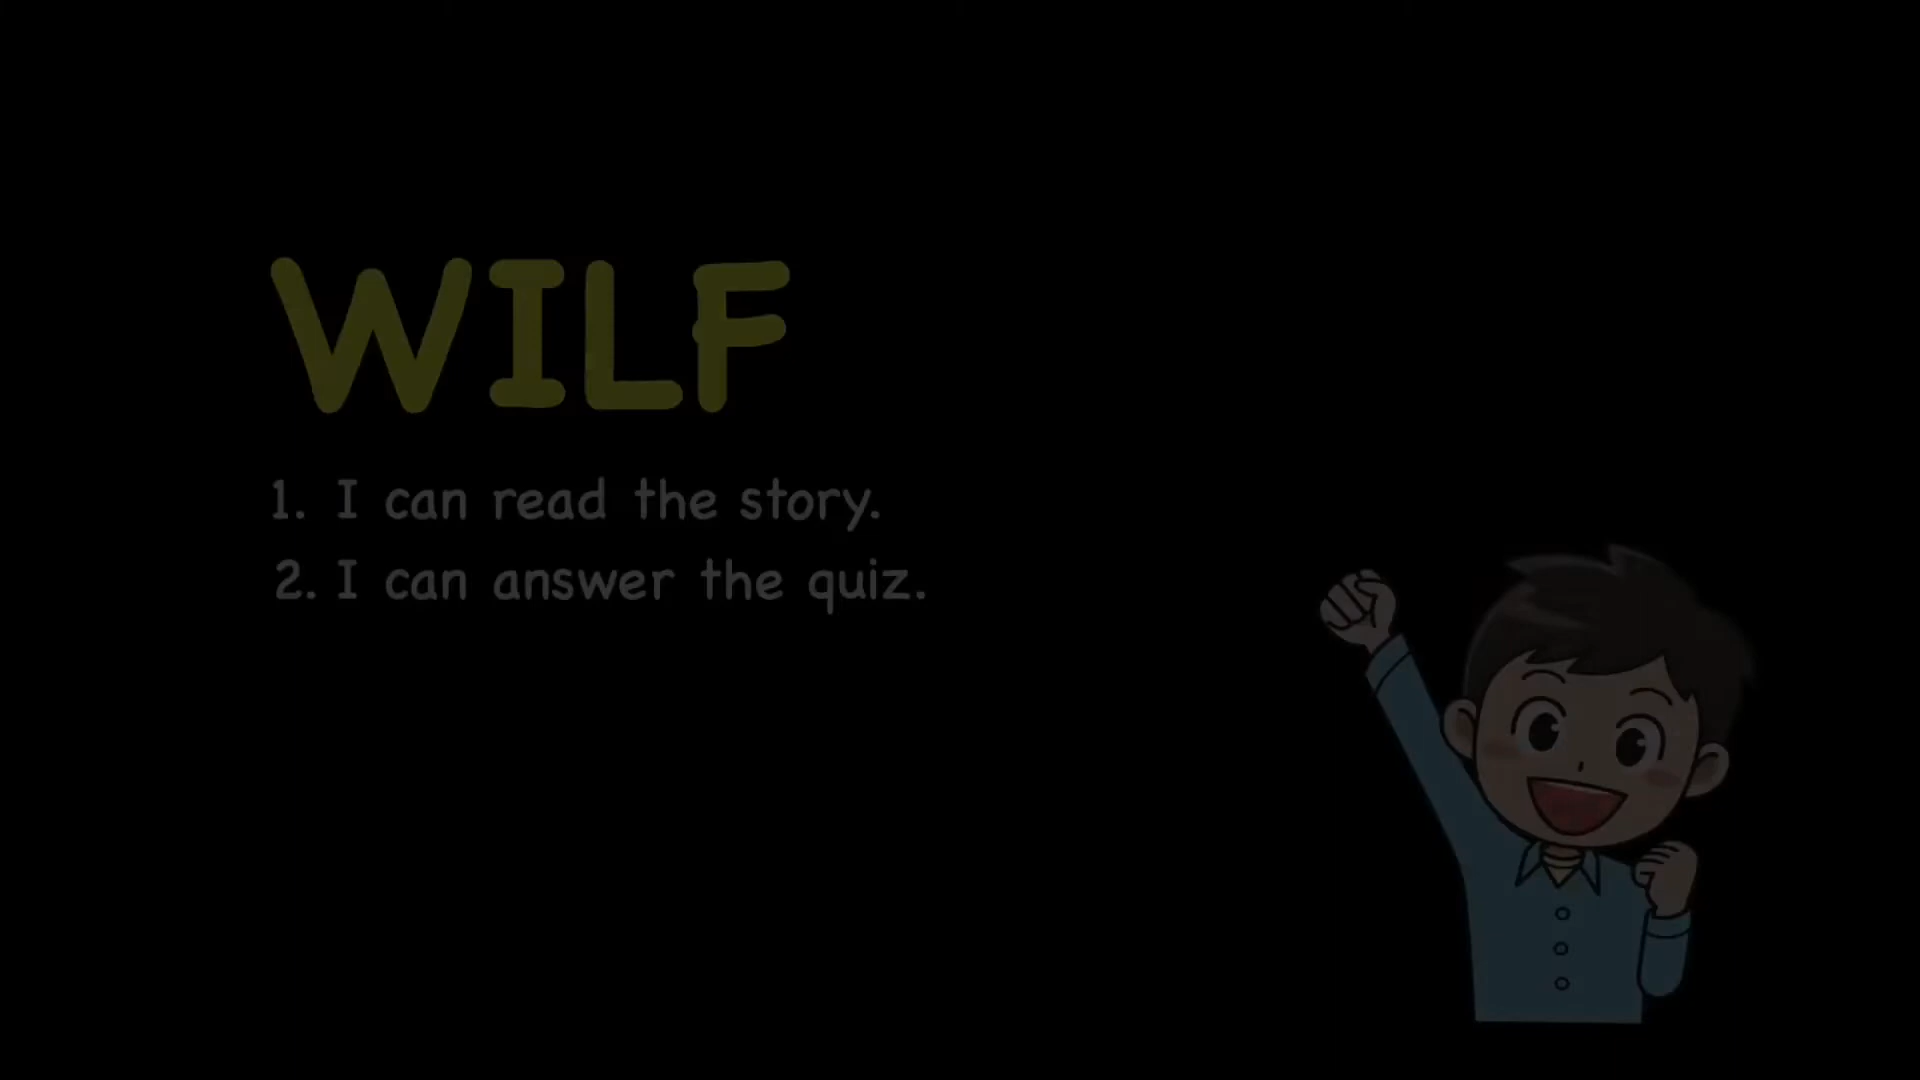 WILF
1. I can read the story.
2. I can answer the quiz.